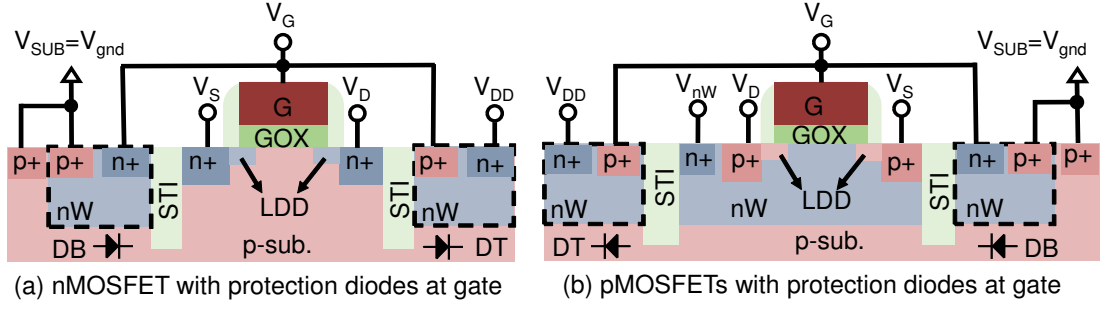 V_G
V_G
V_SUB=V_gnd
V_SUB=V_gnd
V_S
V_D
V_DD
V_DD
V_nW
V_D
V_S
G
G
GOX
GOX
p+ p+ n+ n+ n+ p+ n+
n+ p+ n+ p+ p+ n+ p+ p+
STI
STI
STI
STI
nW
LDD
nW
nW
nW
LDD
nW
DB
p-sub.
DT
DT
p-sub.
DB
(a) nMOSFET with protection diodes at gate
(b) pMOSFETs with protection diodes at gate